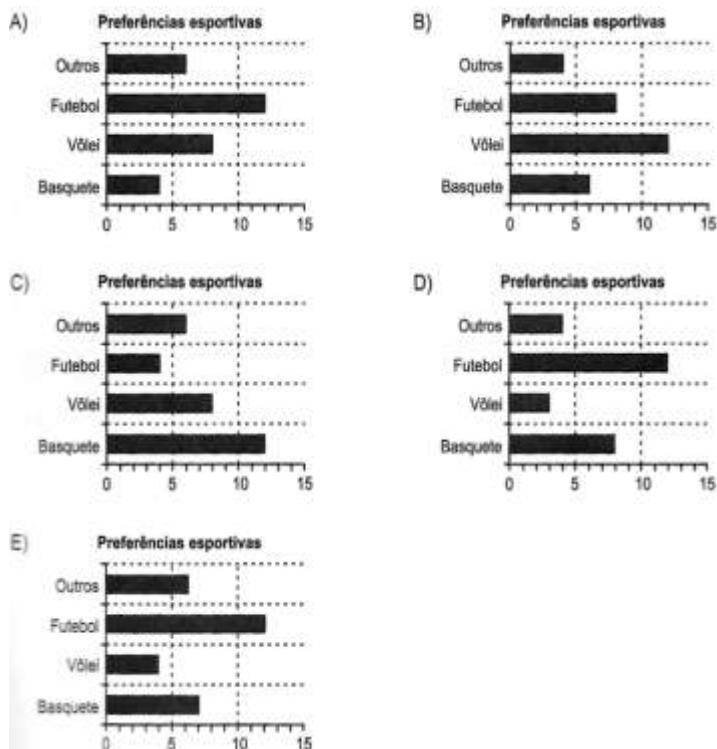 A) Preferências esportivas
Outros
Futebol
Vôlei
Basquete
0 5 10 15
B) Preferências esportivas
Outros
Futebol
Vôlei
Basquete
0 5 10 15
C) Preferências esportivas
Outros
Futebol
Vôlei
Basquete
0 5 10 15
D) Preferências esportivas
Outros
Futebol
Vôlei
Basquete
0 5 10 15
E) Preferências esportivas
Outros
Futebol
Vôlei
Basquete
0 5 10 15